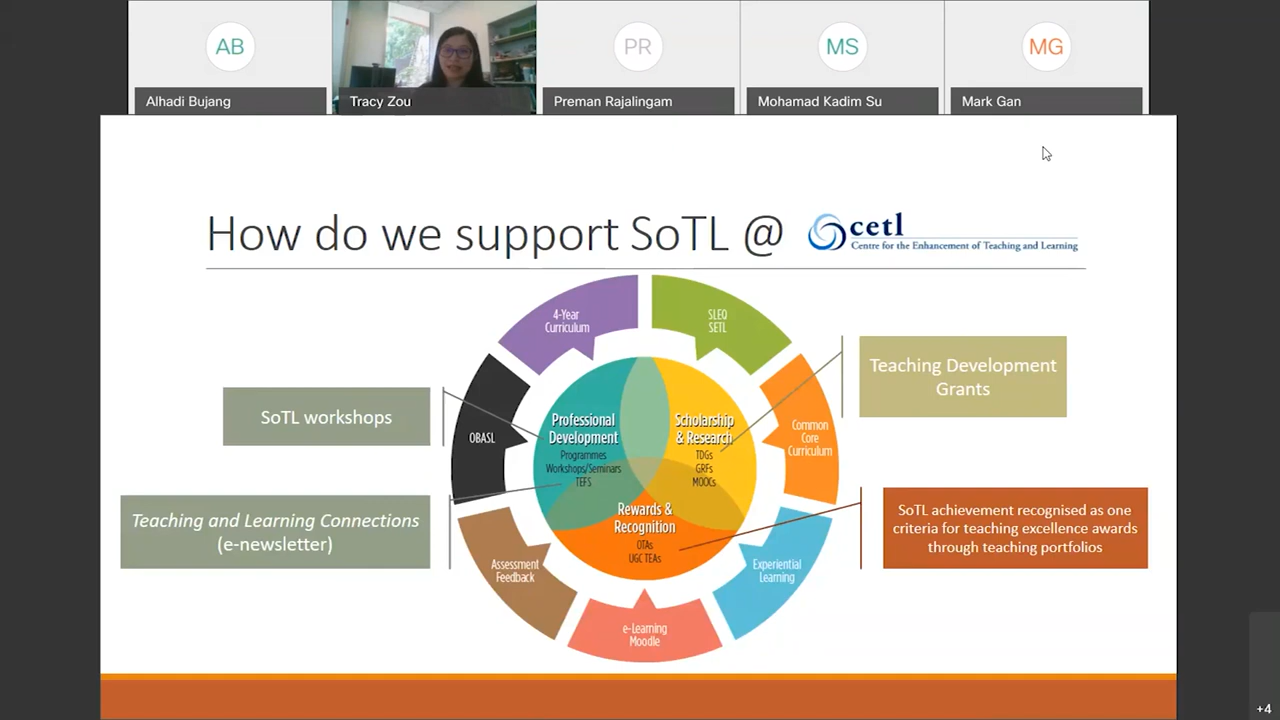 AB
PR
MS
MG
Alhadi Bujang
Tracy Zou
Preman Rajalingam
Mohamad Kadim Su
Mark Gan
How do we support SoTL @
cetl
Centre for the Enhancement of Teaching and Learning
4-Year
Curriculum
SLEQ
SETL
Teaching Development
Grants
SoTL workshops
OBASL
Professional
Development
Programmes
Workshops/Seminars
TEFS
Scholarship
& Research
TDGs
GRFs
MOOCs
Common
Core
Curriculum
Teaching and Learning Connections
(e-newsletter)
Rewards &
Recognition
OTAs
UGC TEAs
SoTL achievement recognised as one
criteria for teaching excellence awards
through teaching portfolios
Assessment
Feedback
Experiential
Learning
e-Learning
Moodle
+4